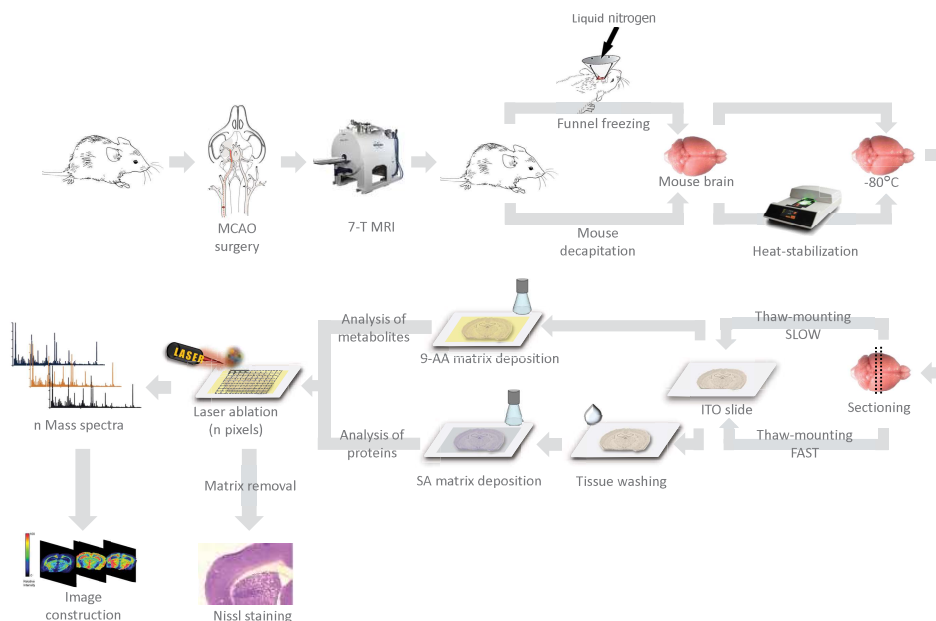 Liquid nitrogen
Funnel freezing
Mouse brain
-80°C
MCAO
surgery
7-T MRI
Mouse
decapitation
Heat-stabilization
Analysis of
metabolites
9-AA matrix deposition
Thaw-mounting
SLOW
LASER
n Mass spectra
Laser ablation
(n pixels)
ITO slide
Sectioning
Analysis of
proteins
SA matrix deposition
Tissue washing
Thaw-mounting
FAST
Matrix removal
Relative
intensity
Image
construction
Nissl staining